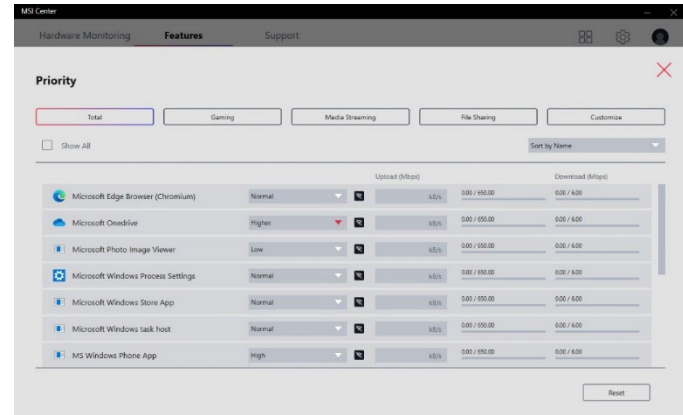 MSI Center
Hardware Monitoring Features Support
Priority
Total Gaming Media Streaming File Sharing Customize
Show All Sort by Name
Upload (Mbps) Download (Mbps)
Microsoft Edge Browser (Chromium) Normal kB/s 0.00 / 650.00 0.00 / 6.00
Microsoft Onedrive Higher kB/s 0.00 / 650.00 0.00 / 6.00
Microsoft Photo Image Viewer Low kB/s 0.00 / 650.00 0.00 / 6.00
Microsoft Windows Process Settings Normal kB/s 0.00 / 650.00 0.00 / 6.00
Microsoft Windows Store App Normal kB/s 0.00 / 650.00 0.00 / 6.00
Microsoft Windows task host Normal kB/s 0.00 / 650.00 0.00 / 6.00
MS Windows Phone App High kB/s 0.00 / 650.00 0.00 / 6.00
Reset